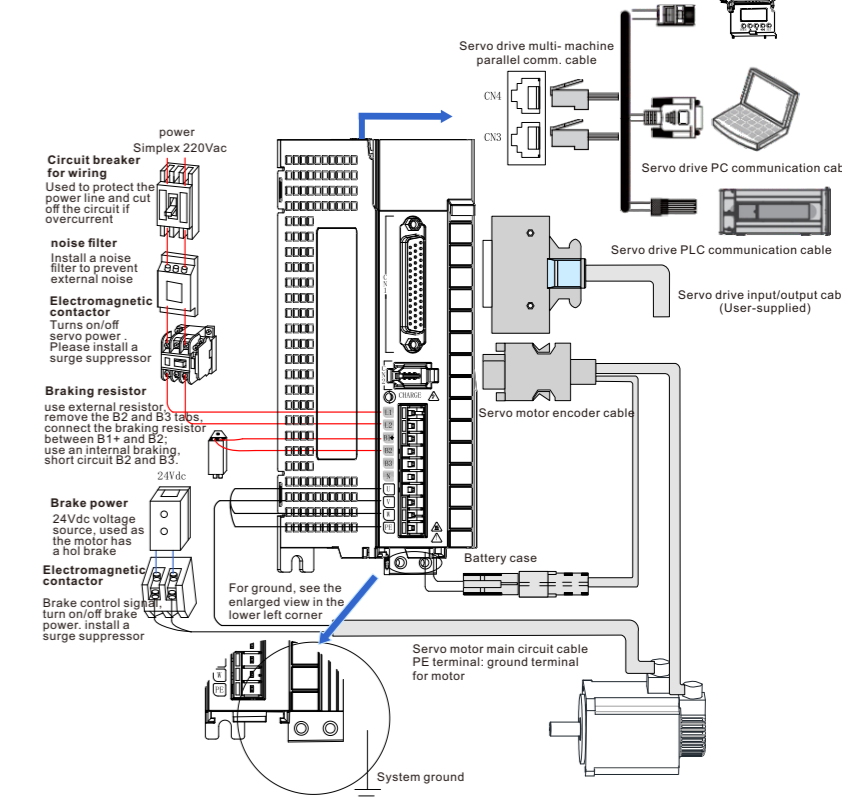 Servo drive multi- machine
parallel comm. cable
CN4
CN3
Servo drive PC communication cab
Servo drive PLC communication cable
Servo drive input/output cab
(User-supplied)
power
Simplex 220Vac
Circuit breaker
for wiring
Used to protect the
power line and cut
off the circuit if
overcurrent
noise filter
Install a noise
filter to prevent
external noise
Electromagnetic
contactor
Turns on/off
servo power .
Please install a
surge suppressor
Braking resistor
use external resistor,
remove the B2 and B3 tabs,
connect the braking resistor
between B1+ and B2;
use an internal braking,
short circuit B2 and B3.
24Vdc
Brake power
24Vdc voltage
source, used as
the motor has
a hol brake
Electromagnetic
contactor
Brake control signal,
turn on/off brake
power. install a
surge suppressor
CN1
CHARGE
L1
L2
B2
B3
N
U
V
W
PE
Servo motor encoder cable
Battery case
For ground, see the
enlarged view in the
lower left corner
Servo motor main circuit cable
PE terminal: ground terminal
for motor
W
PE
System ground